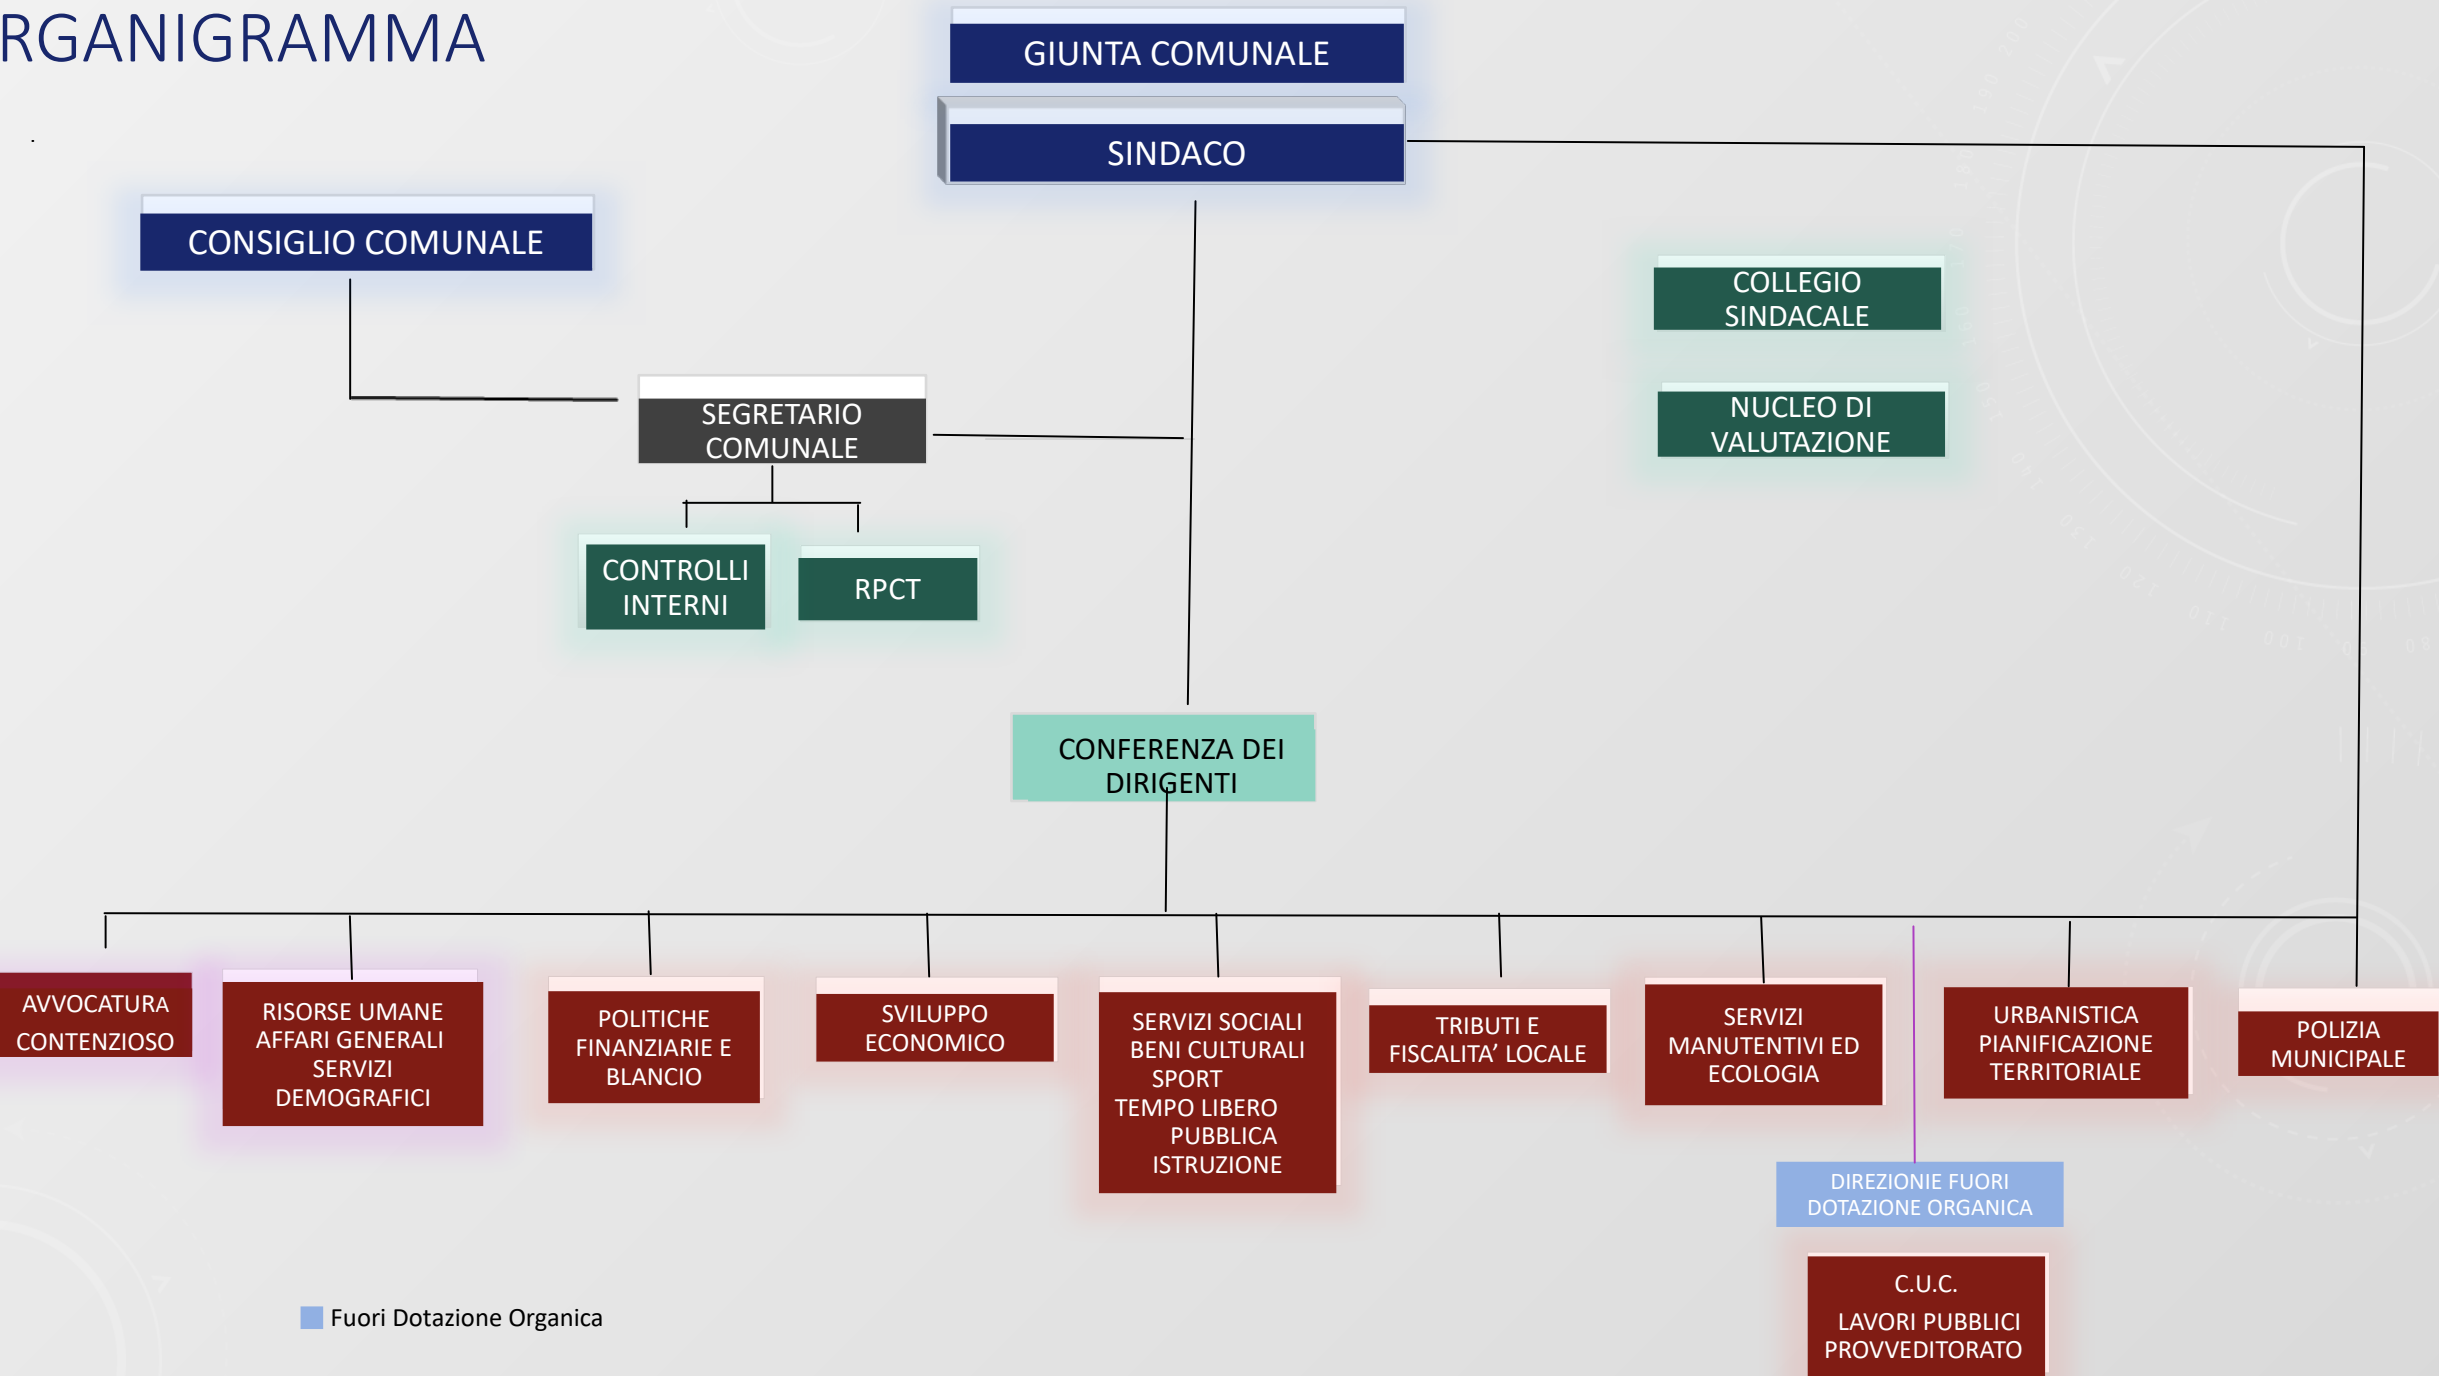 RGANIGRAMMA
GIUNTA COMUNALE
SINDACO
CONSIGLIO COMUNALE
COLLEGIO
SINDACALE
NUCLEO DI
VALUTAZIONE
SEGRETARIO
COMUNALE
CONTROLLI
INTERNI
RPCT
CONFERENZA DEI
DIRIGENTI
AVVOCATURA
CONTENZIOSO
RISORSE UMANE
AFFARI GENERALI
SERVIZI
DEMOGRAFICI
POLITICHE
FINANZIARIE E
BLANCIO
SVILUPPO
ECONOMICO
SERVIZI SOCIALI
BENI CULTURALI
SPORT
TEMPO LIBERO
PUBBLICA
ISTRUZIONE
TRIBUTI E
FISCALITA’ LOCALE
SERVIZI
MANUTENTIVI ED
ECOLOGIA
URBANISTICA
PIANIFICAZIONE
TERRITORIALE
POLIZIA
MUNICIPALE
DIREZIONIE FUORI
DOTAZIONE ORGANICA
C.U.C.
LAVORI PUBBLICI
PROVVEDITORATO
Fuori Dotazione Organica